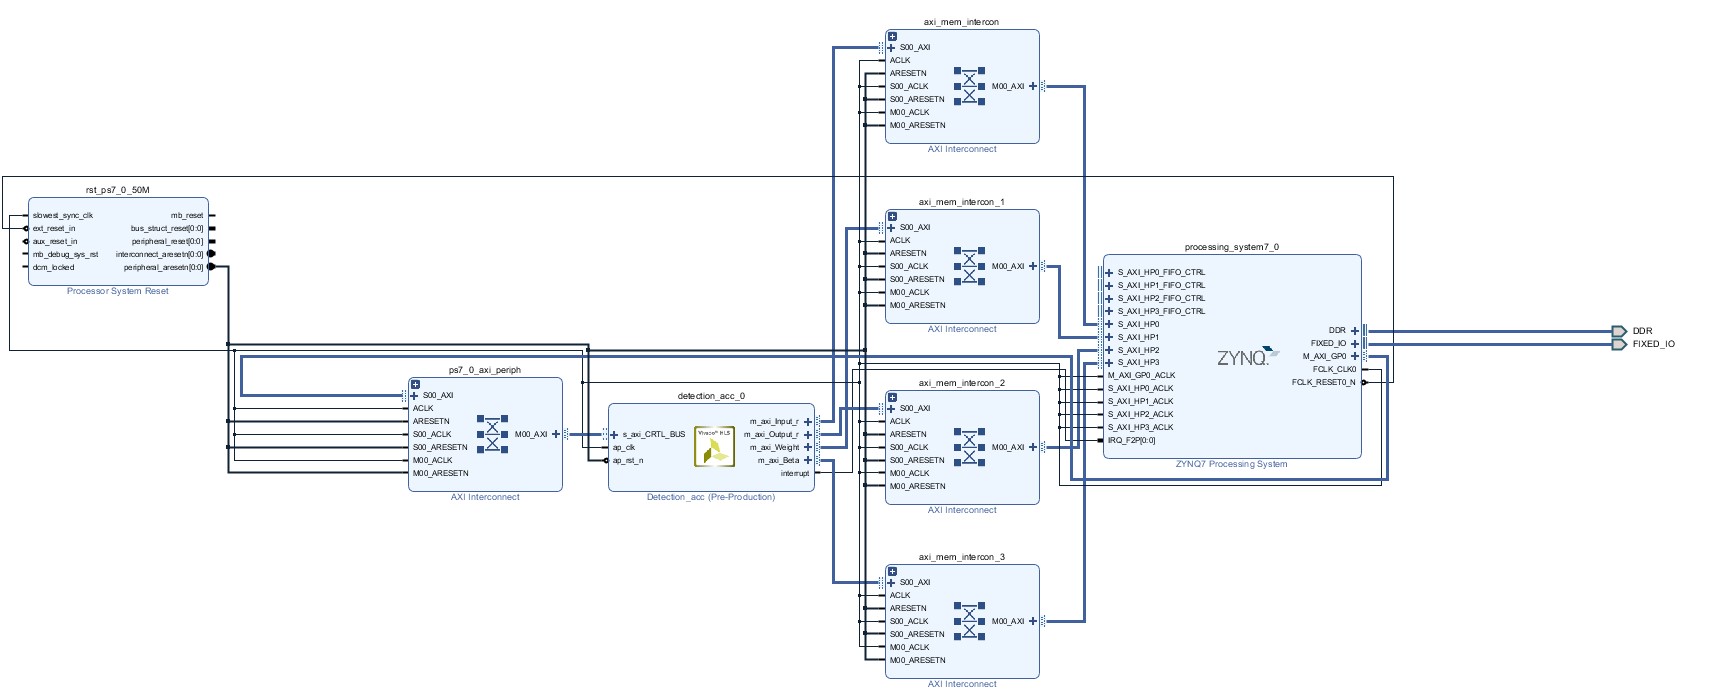 axi_mem_intercon
S00_AXI
ACLK
ARESETN
S00_ACLK
M00_AXI
S00_ARESETN
M00_ACLK
M00_ARESETN
AXI Interconnect
rst_ps7_0_50M
slowest_sync_clk
mb_reset
ext_reset_in
bus_struct_reset[0:0]
aux_reset_in
peripheral_reset[0:0]
mb_debug_sys_rst
interconnect_aresetn[0:0]
dcm_locked
peripheral_aresetn[0:0]
Processor System Reset
axi_mem_intercon_1
S00_AXI
ACLK
ARESETN
S00_ACLK
M00_AXI
S00_ARESETN
M00_ACLK
M00_ARESETN
AXI Interconnect
processing_system7_0
S_AXI_HP0_FIFO_CTRL
S_AXI_HP1_FIFO_CTRL
S_AXI_HP2_FIFO_CTRL
S_AXI_HP3_FIFO_CTRL
S_AXI_HP0
S_AXI_HP1
S_AXI_HP2
S_AXI_HP3
M_AXI_GP0_ACLK
S_AXI_HP0_ACLK
S_AXI_HP1_ACLK
S_AXI_HP2_ACLK
S_AXI_HP3_ACLK
IRQ_F2P[0:0]
ZYNQ
DDR
FIXED_IO
M_AXI_GP0
FCLK_CLK0
FCLK_RESET0_N
ZYNQ7 Processing System
DDR
FIXED_IO
ps7_0_axi_periph
S00_AXI
ACLK
ARESETN
S00_ACLK
M00_AXI
S00_ARESETN
M00_ACLK
M00_ARESETN
AXI Interconnect
detection_acc_0
s_axi_CRTL_BUS
ap_clk
ap_rst_n
Vivado® HLS
m_axi_Input_r
m_axi_Output_r
m_axi_Weight
m_axi_Beta
interrupt
Detection_acc (Pre-Production)
axi_mem_intercon_2
S00_AXI
ACLK
ARESETN
S00_ACLK
M00_AXI
S00_ARESETN
M00_ACLK
M00_ARESETN
AXI Interconnect
axi_mem_intercon_3
S00_AXI
ACLK
ARESETN
S00_ACLK
M00_AXI
S00_ARESETN
M00_ACLK
M00_ARESETN
AXI Interconnect